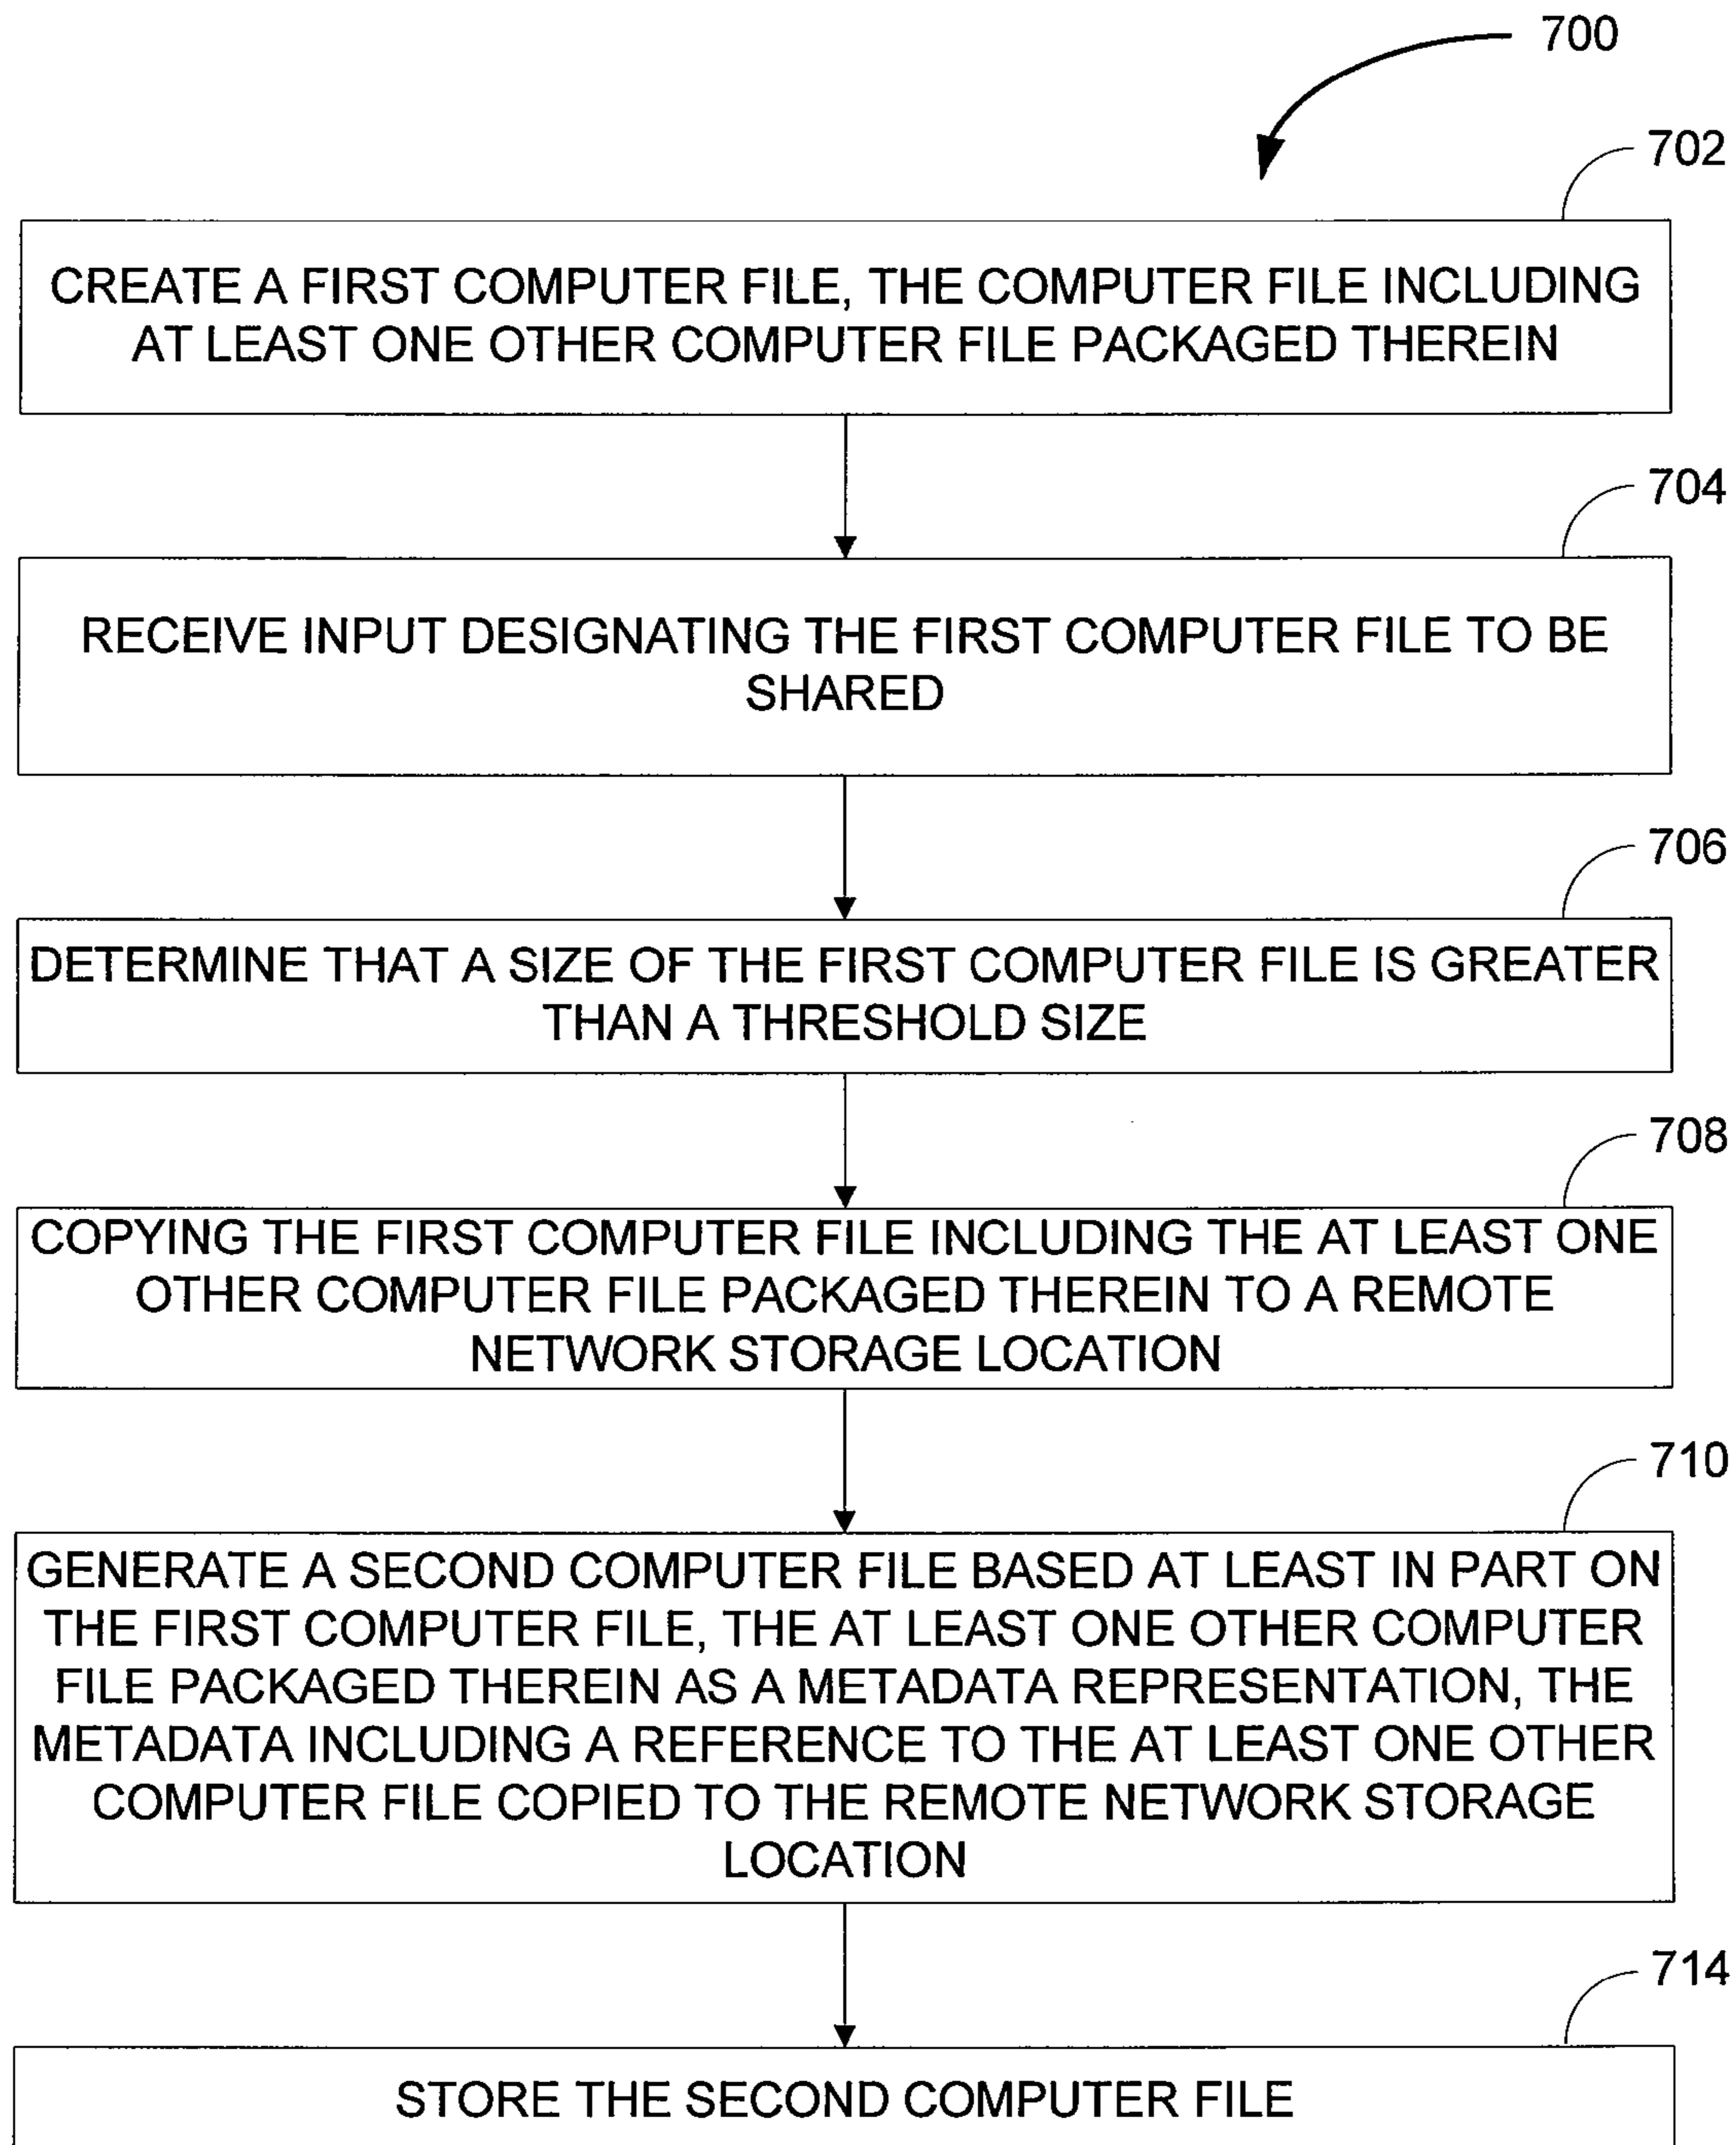 700
702
CREATE A FIRST COMPUTER FILE, THE COMPUTER FILE INCLUDING
AT LEAST ONE OTHER COMPUTER FILE PACKAGED THEREIN
704
RECEIVE INPUT DESIGNATING THE FIRST COMPUTER FILE TO BE
SHARED
706
DETERMINE THAT A SIZE OF THE FIRST COMPUTER FILE IS GREATER
THAN A THRESHOLD SIZE
708
COPYING THE FIRST COMPUTER FILE INCLUDING THE AT LEAST ONE
OTHER COMPUTER FILE PACKAGED THEREIN TO A REMOTE
NETWORK STORAGE LOCATION
710
GENERATE A SECOND COMPUTER FILE BASED AT LEAST IN PART ON
THE FIRST COMPUTER FILE, THE AT LEAST ONE OTHER COMPUTER
FILE PACKAGED THEREIN AS A METADATA REPRESENTATION, THE
METADATA INCLUDING A REFERENCE TO THE AT LEAST ONE OTHER
COMPUTER FILE COPIED TO THE REMOTE NETWORK STORAGE
LOCATION
714
STORE THE SECOND COMPUTER FILE